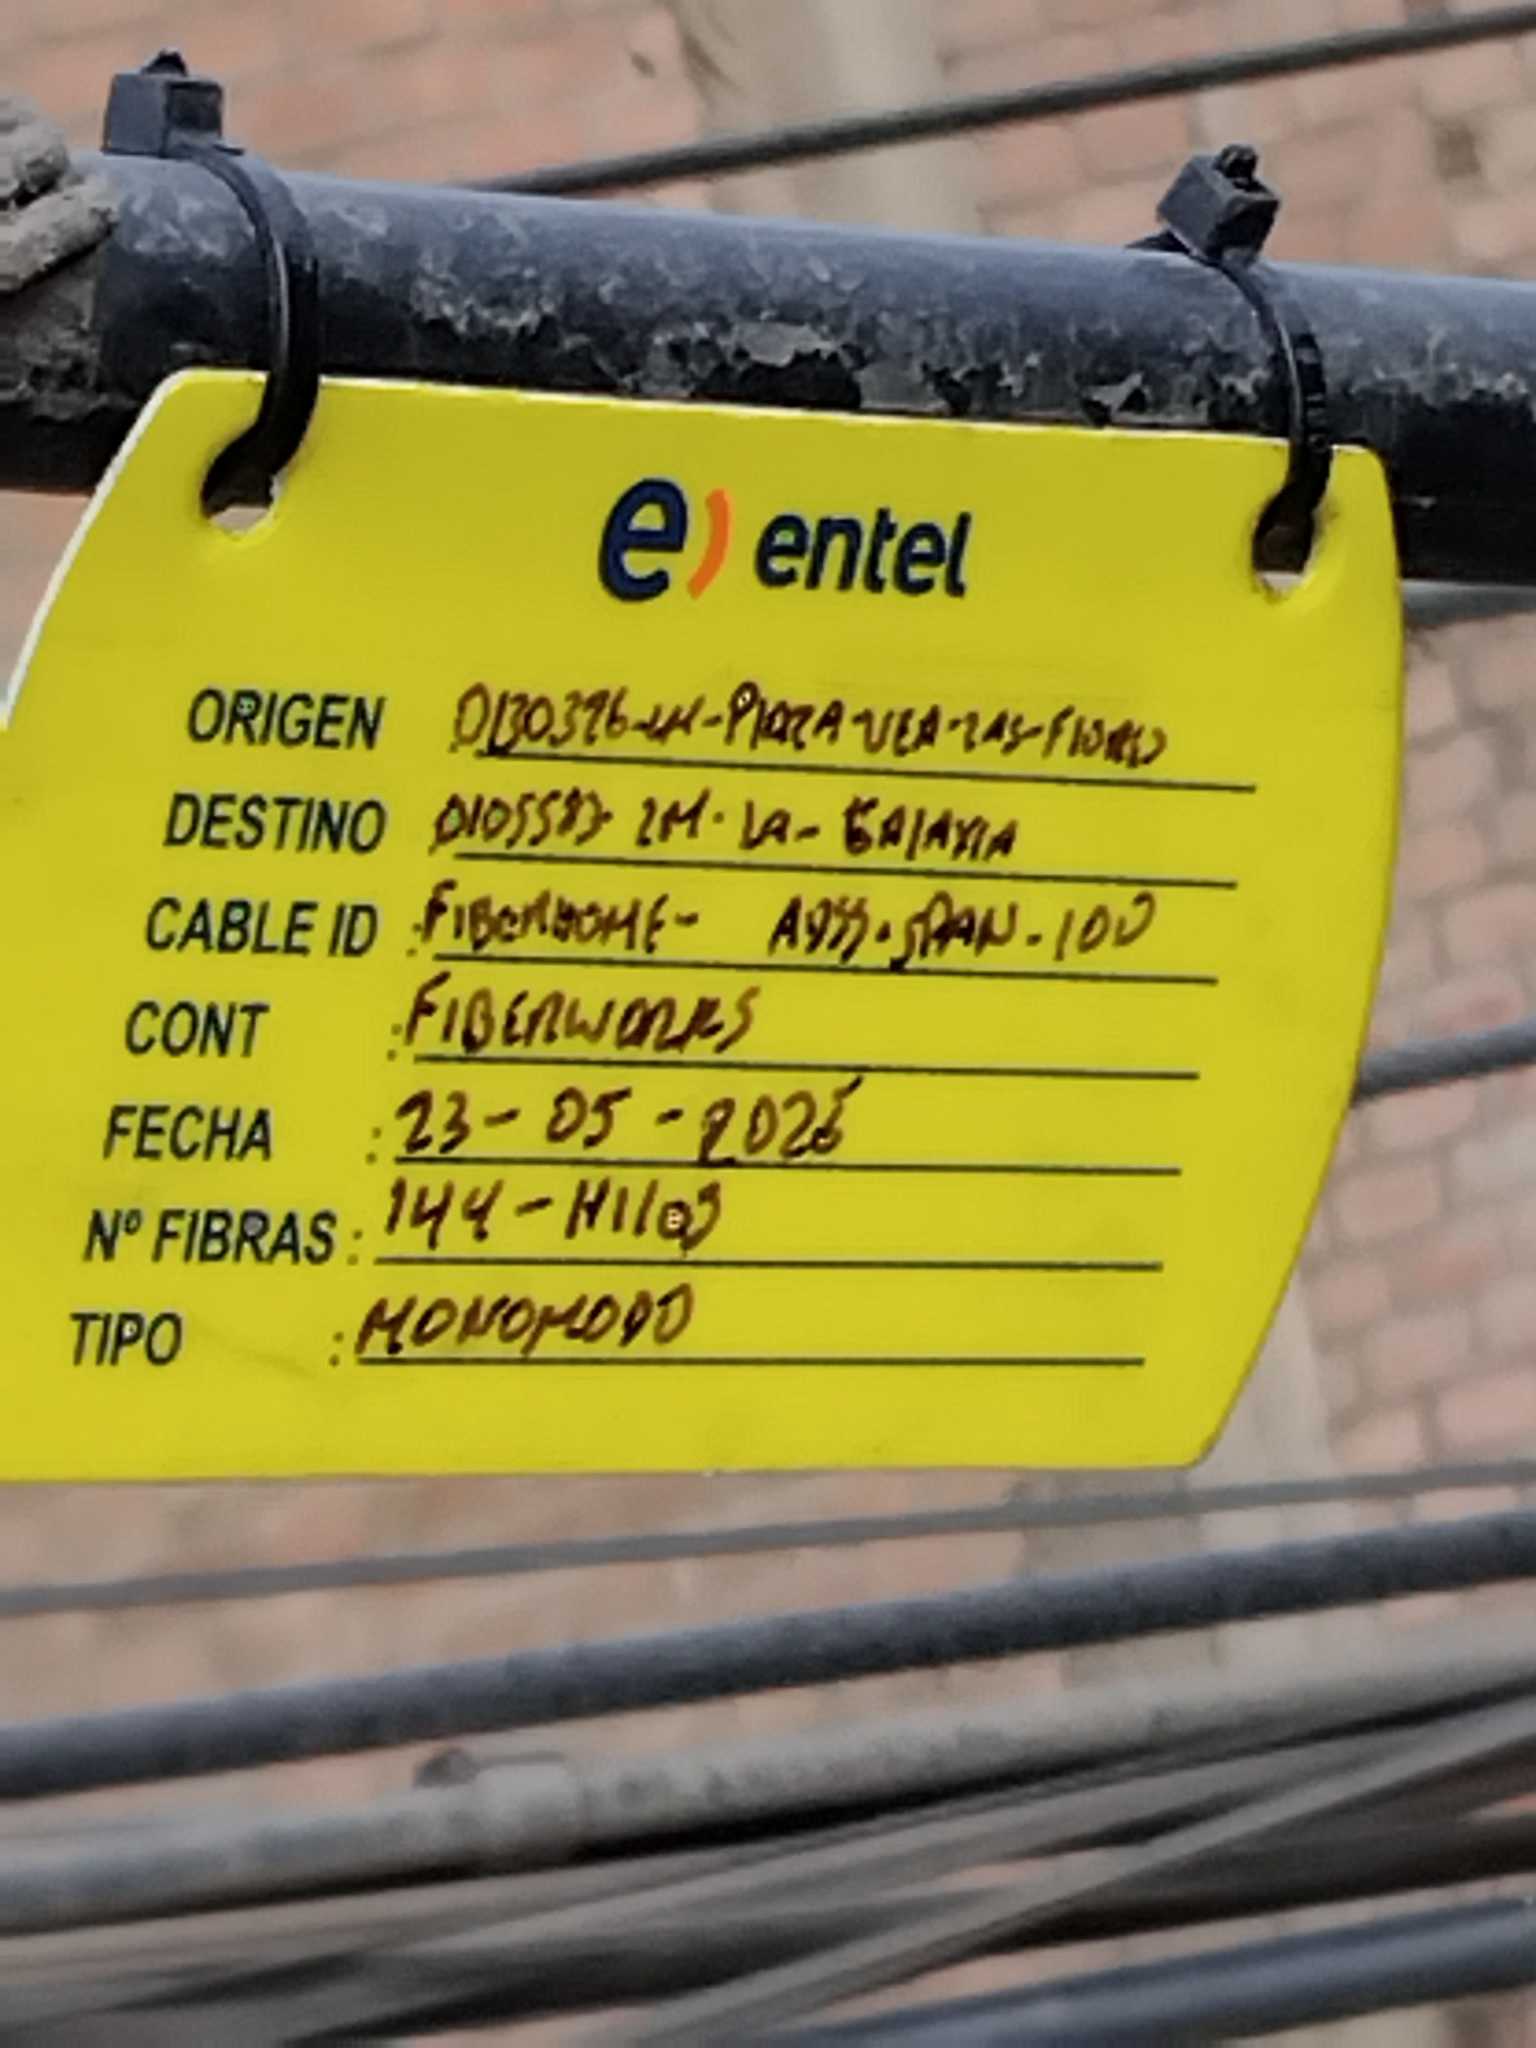 e) entel
ORIGEN : 0130396-LM-PLAZA-VEA-LAS-FLORES
DESTINO : 0105583- LM. LA- GALAXIA
CABLE ID : FIBERHOME- ADSS. SPAN. 100
CONT : FIBERWORKS
FECHA : 23-05-2025
Nº FIBRAS : 144-Hilos
TIPO : MONOMODO